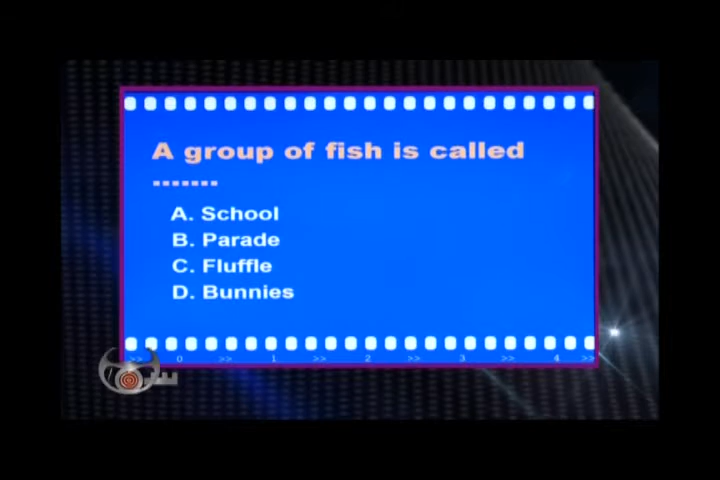 A group of fish is called
-------
A. School
B. Parade
C. Fluffle
D. Bunnies
>> 0 >> 1 >> 2 >> 3 >> 4 >>